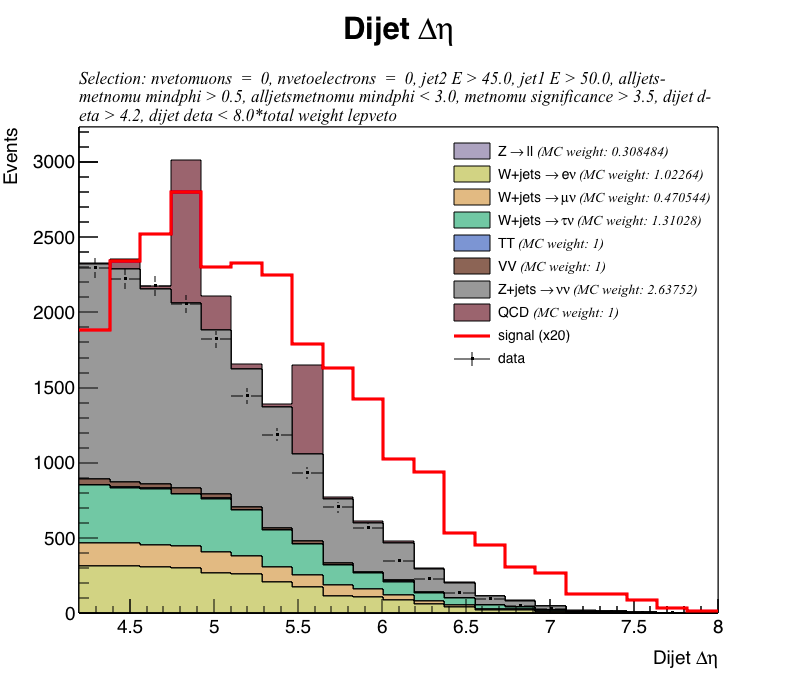 Dijet Δη
Selection: nvetomuons = 0, nvetoelectrons = 0, jet2 E > 45.0, jet1 E > 50.0, alljets-
metnomu mindphi > 0.5, alljetsmetnomu mindphi < 3.0, metnomu significance > 3.5, dijet d-
eta > 4.2, dijet deta < 8.0*total weight lepveto
Events
3000
2500
2000
1500
1000
500
0
Z→ll (MC weight: 0.308484)
W+jets→eν (MC weight: 1.02264)
W+jets→μν (MC weight: 0.470544)
W+jets→τν (MC weight: 1.31028)
TT (MC weight: 1)
VV (MC weight: 1)
Z+jets→νν (MC weight: 2.63752)
QCD (MC weight: 1)
signal (x20)
data
4.5 5 5.5 6 6.5 7 7.5 8
Dijet Δη